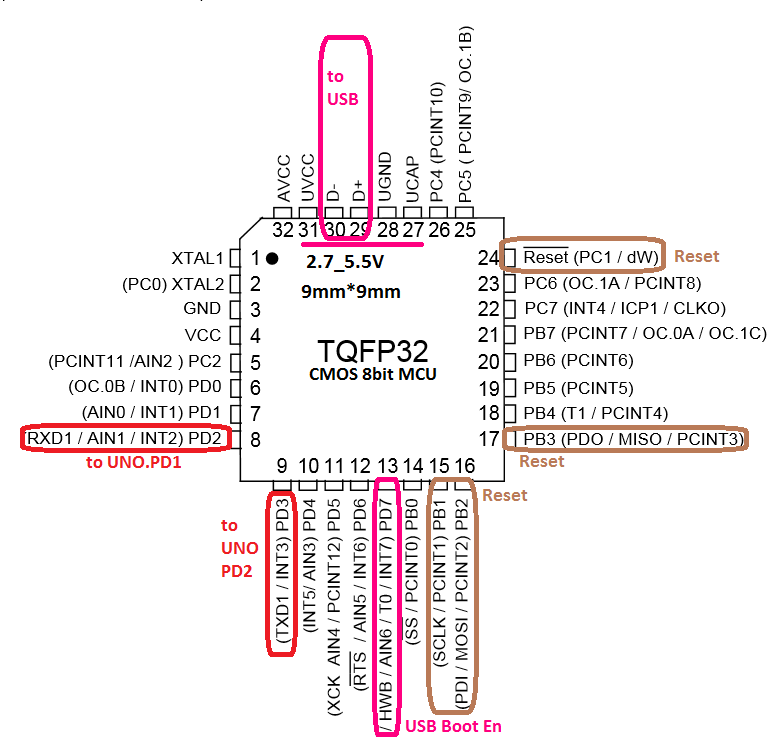 to
USB
AVCC
UVCC
D-
D+
UGND
UCAP
PC4 (PCINT10)
PC5 ( PCINT9/ OC.1B)
32 31 30 29 28 27 26 25
XTAL1 1
(PC0) XTAL2 2
GND 3
VCC 4
(PCINT11 /AIN2 ) PC2 5
(OC.0B / INT0) PD0 6
(AIN0 / INT1) PD1 7
RXD1 / AIN1 / INT2) PD2 8
to UNO.PD1
2.7_5.5V
9mm*9mm
TQFP32
CMOS 8bit MCU
24 Reset (PC1 / dW) Reset
23 PC6 (OC.1A / PCINT8)
22 PC7 (INT4 / ICP1 / CLKO)
21 PB7 (PCINT7 / OC.0A / OC.1C)
20 PB6 (PCINT6)
19 PB5 (PCINT5)
18 PB4 (T1 / PCINT4)
17 PB3 (PDO / MISO / PCINT3)
Reset
9 10 11 12 13 14 15 16
Reset
to
UNO
PD2
(TXD1 / INT3) PD3
(INT5/ AIN3) PD4
(XCK AIN4 / PCINT12) PD5
(RTS / AIN5 / INT6) PD6
/ HWB / AIN6 / T0 / INT7) PD7
(SS / PCINT0) PB0
(SCLK / PCINT1) PB1
(PDI / MOSI / PCINT2) PB2
USB Boot En